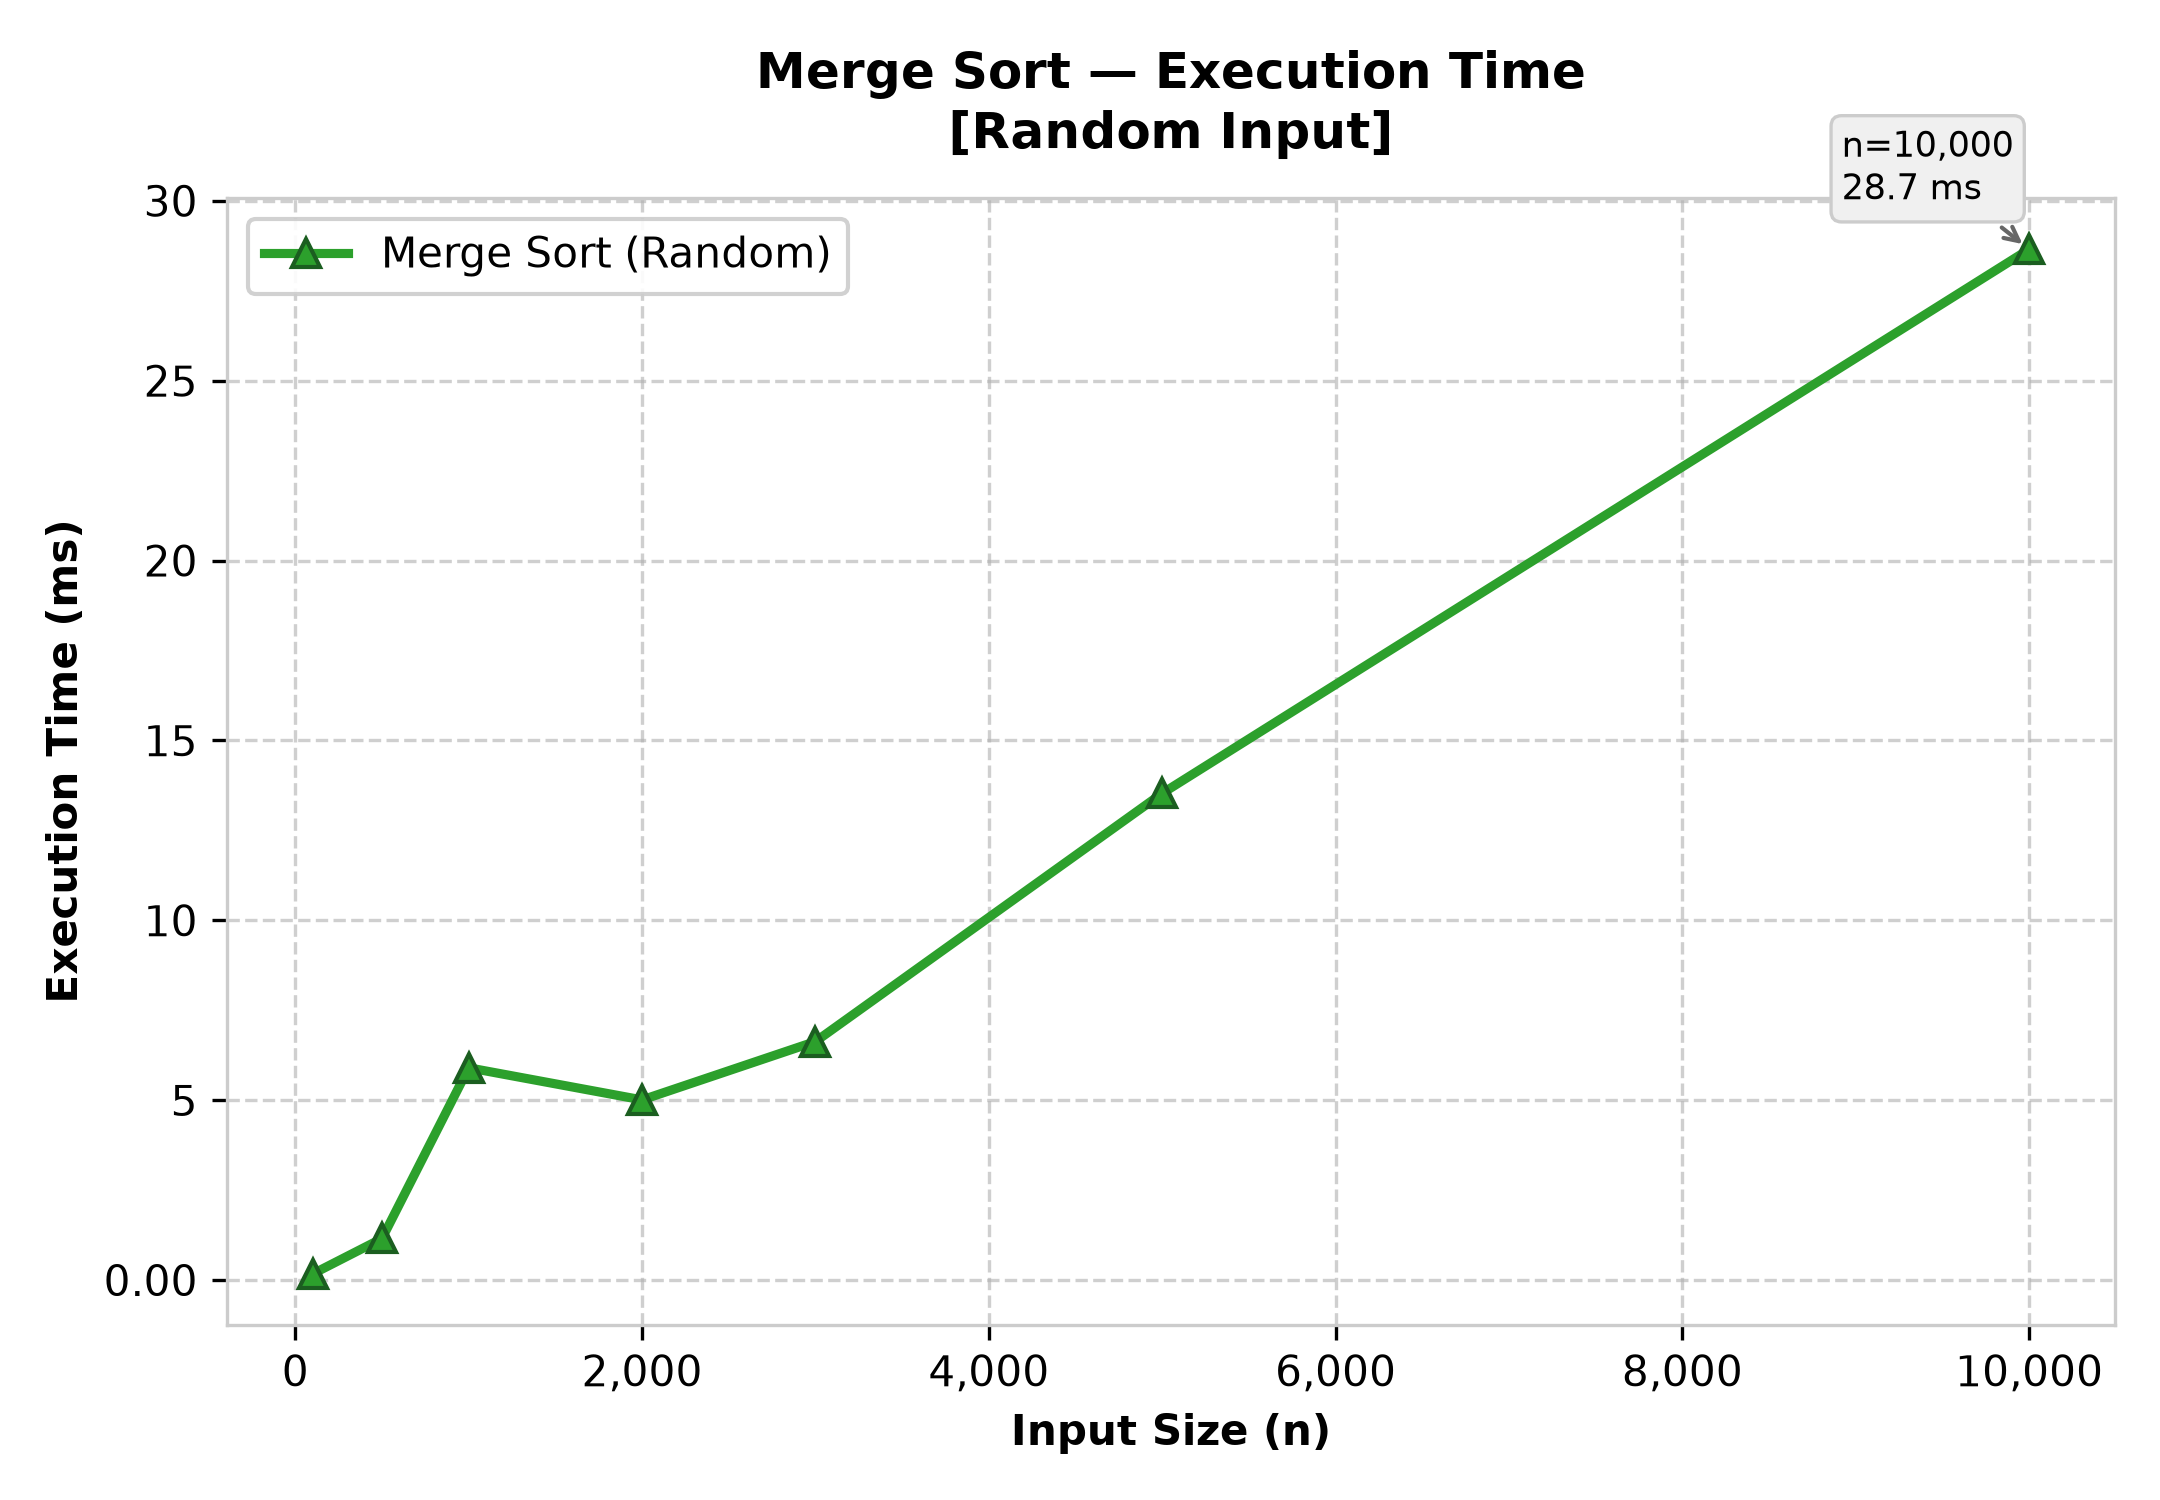 Merge Sort — Execution Time
[Random Input]
n=10,000
28.7 ms
Merge Sort (Random)
30
25
20
15
10
5
0.00
Execution Time (ms)
0
2,000
4,000
6,000
8,000
10,000
Input Size (n)